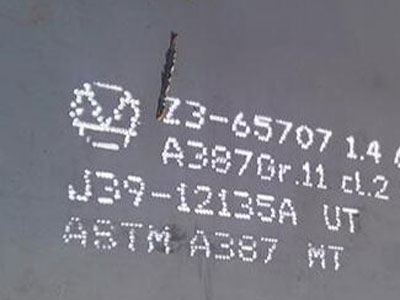 Z3-65707 1.4
A387Gr.11 cl.2
J39-12135A UT
ASTM A387 MT